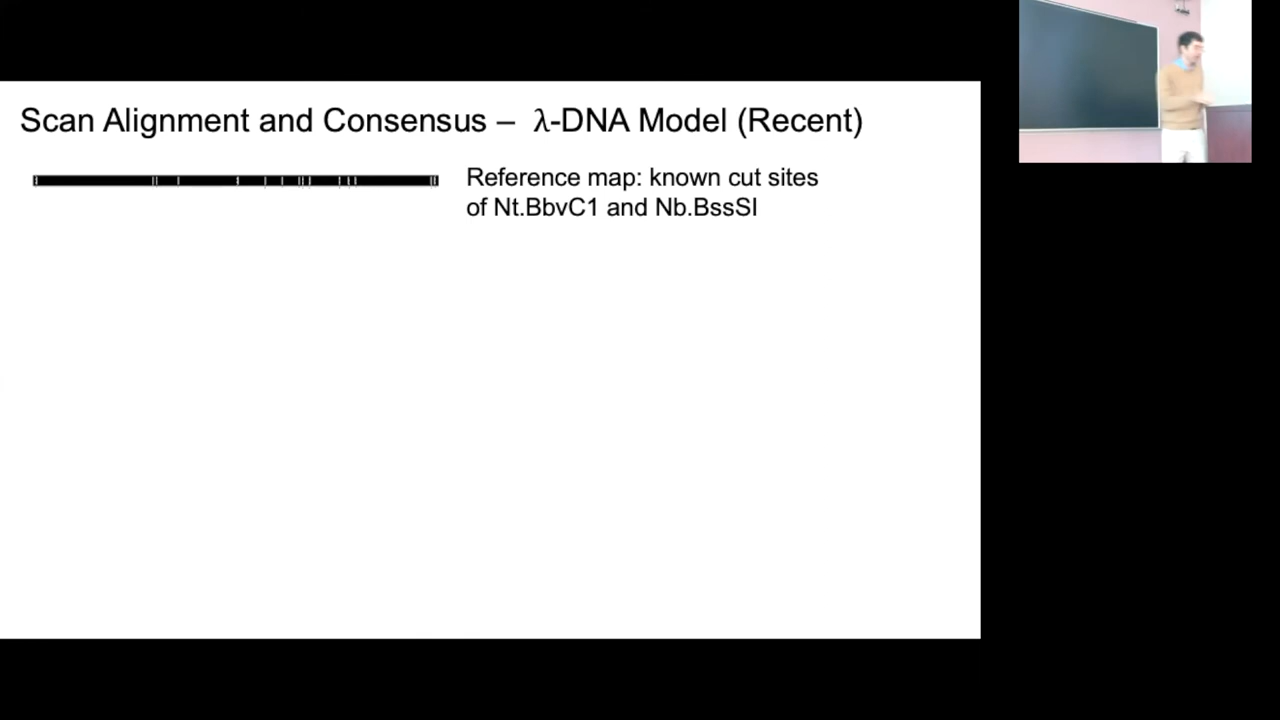 Scan Alignment and Consensus – λ-DNA Model (Recent)
Reference map: known cut sites
of Nt.BbvC1 and Nb.BssSI